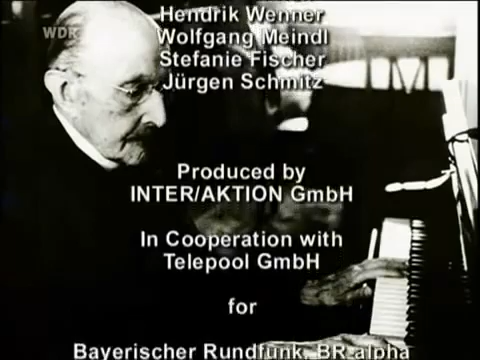 WDR
Hendrik Wenner
Wolfgang Meindl
Stefanie Fischer
Jürgen Schmitz
Produced by
INTER/AKTION GmbH
In Cooperation with
Telepool GmbH
for
Bayerischer Rundfunk, BR-alpha